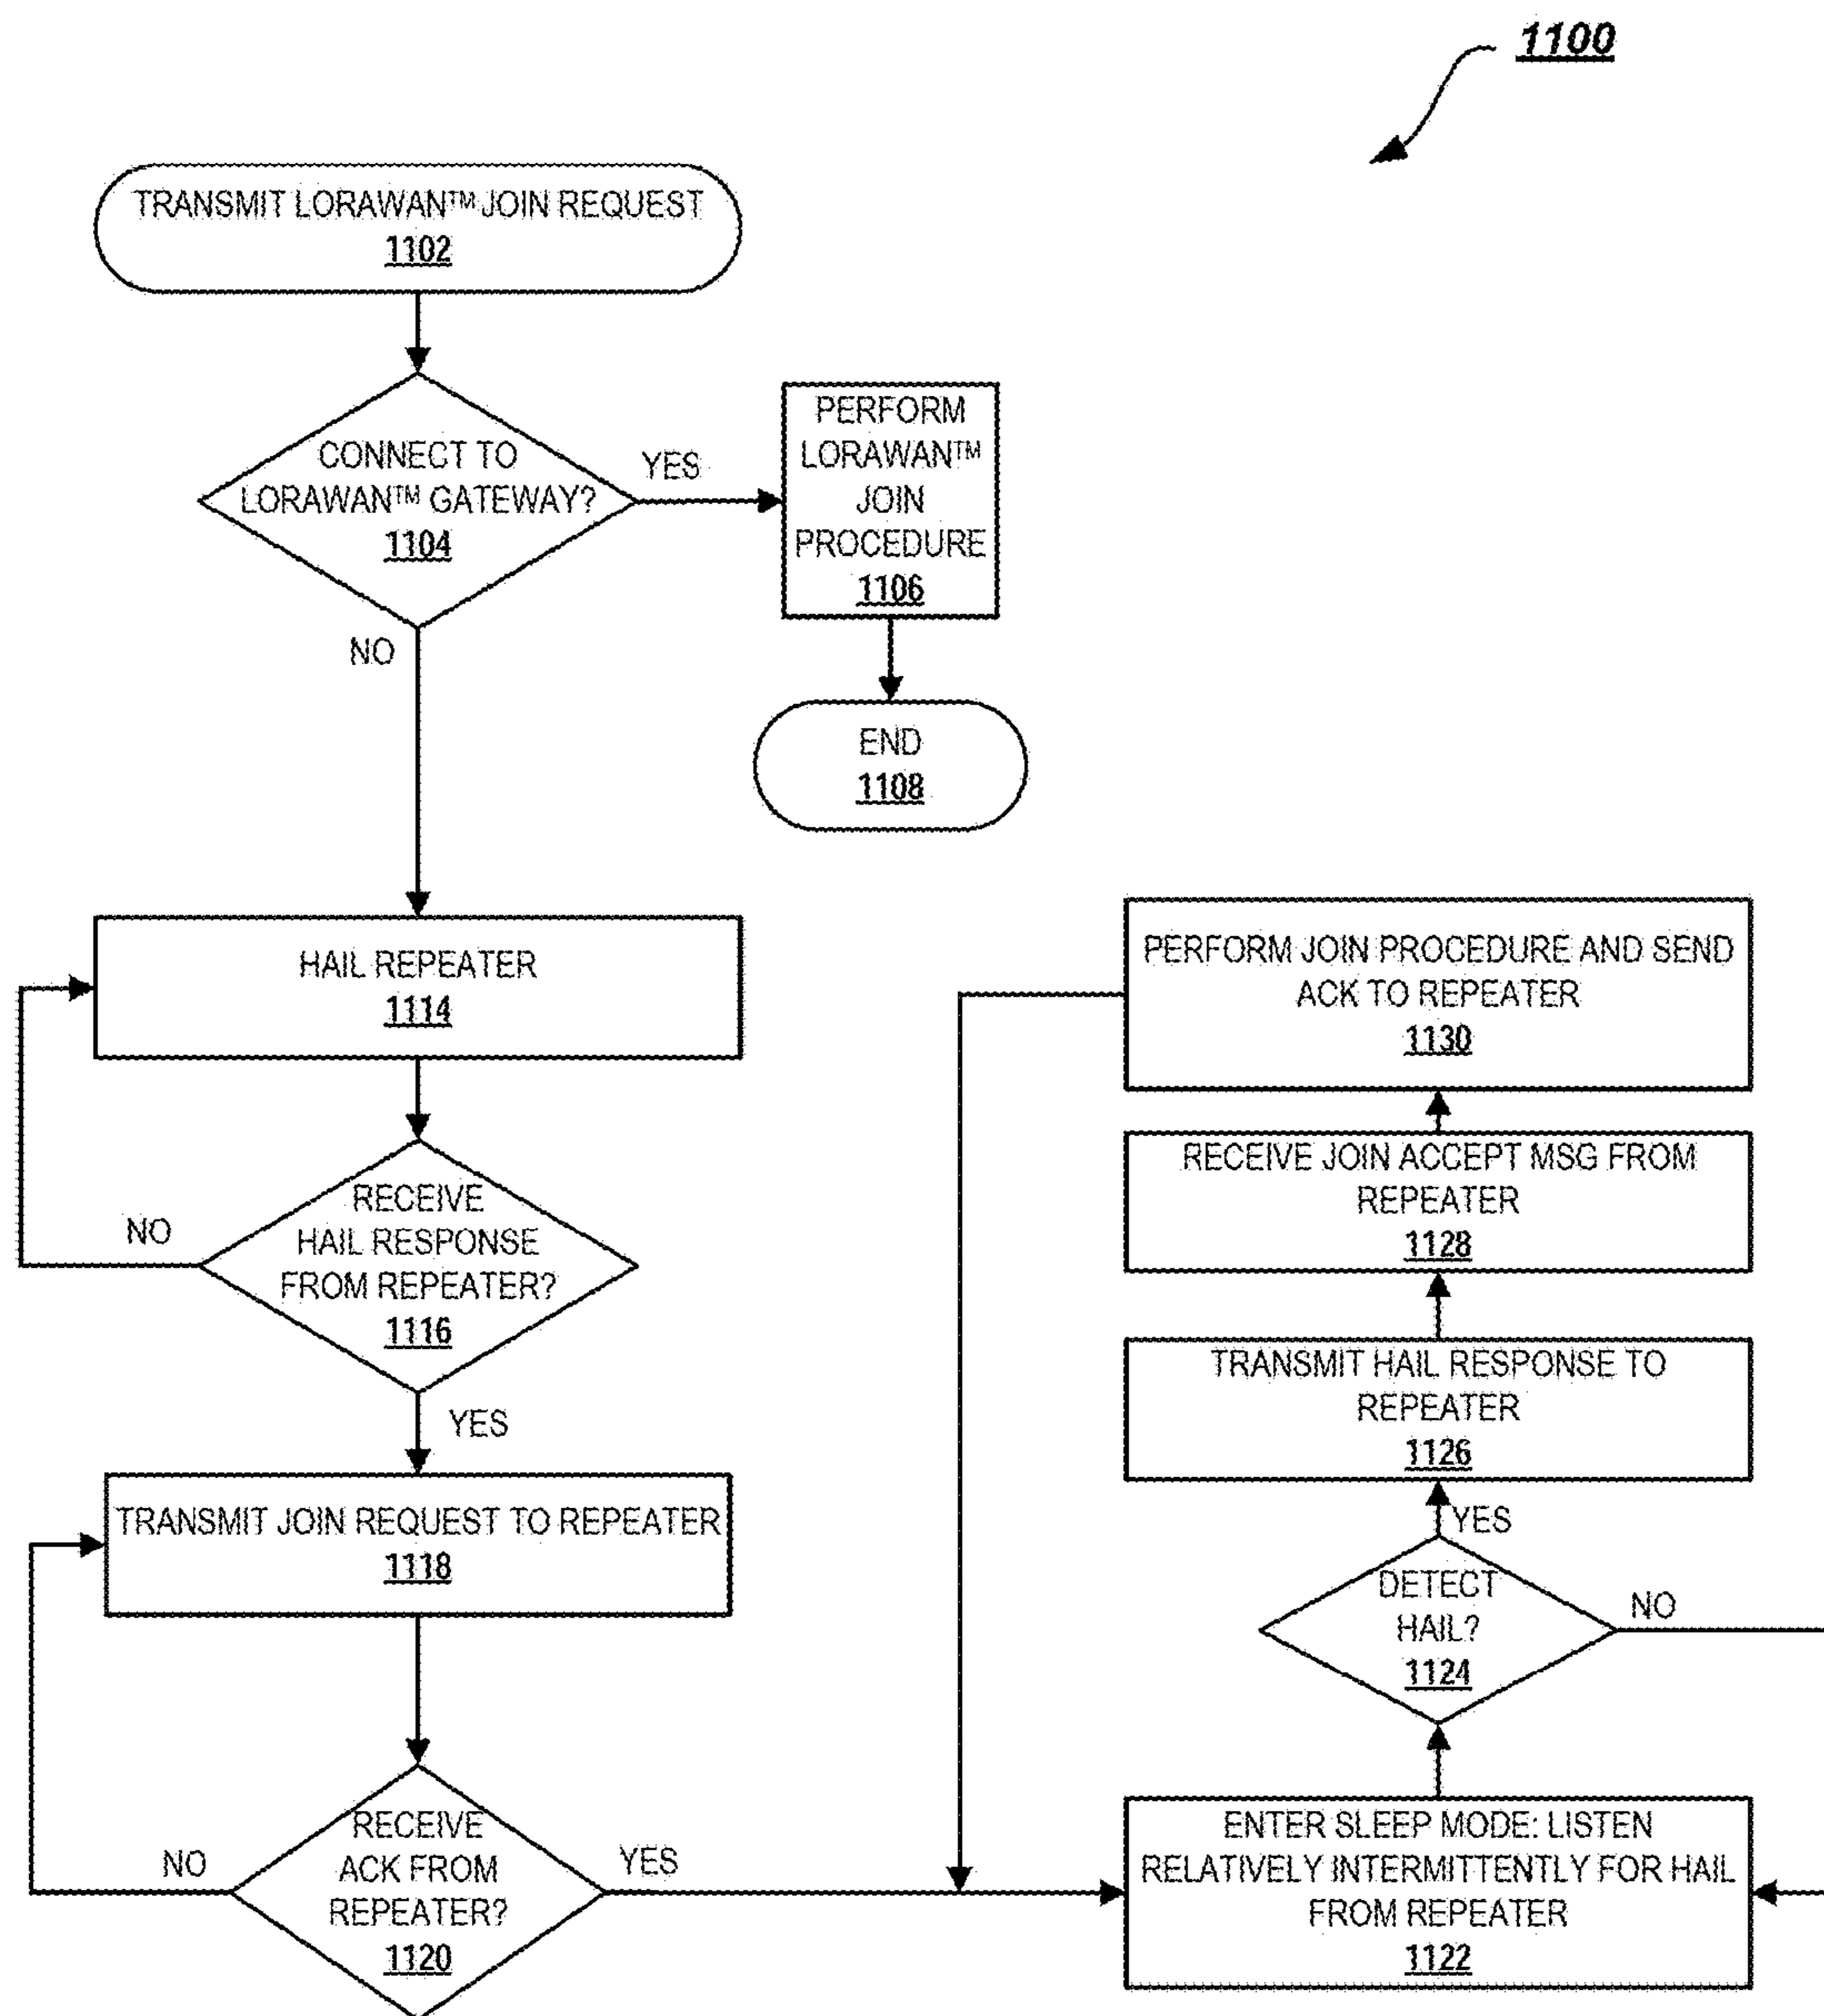 1100
TRANSMIT LORAWAN™ JOIN REQUEST
1102
CONNECT TO
LORAWAN™ GATEWAY?
1104
YES
NO
PERFORM
LORAWAN™
JOIN
PROCEDURE
1106
END
1108
HAIL REPEATER
1114
RECEIVE
HAIL RESPONSE
FROM REPEATER?
1116
NO
YES
TRANSMIT JOIN REQUEST TO REPEATER
1118
RECEIVE
ACK FROM
REPEATER?
1120
NO
YES
PERFORM JOIN PROCEDURE AND SEND
ACK TO REPEATER
1130
RECEIVE JOIN ACCEPT MSG FROM
REPEATER
1128
TRANSMIT HAIL RESPONSE TO
REPEATER
1126
YES
DETECT
HAIL?
1124
NO
ENTER SLEEP MODE: LISTEN
RELATIVELY INTERMITTENTLY FOR HAIL
FROM REPEATER
1122